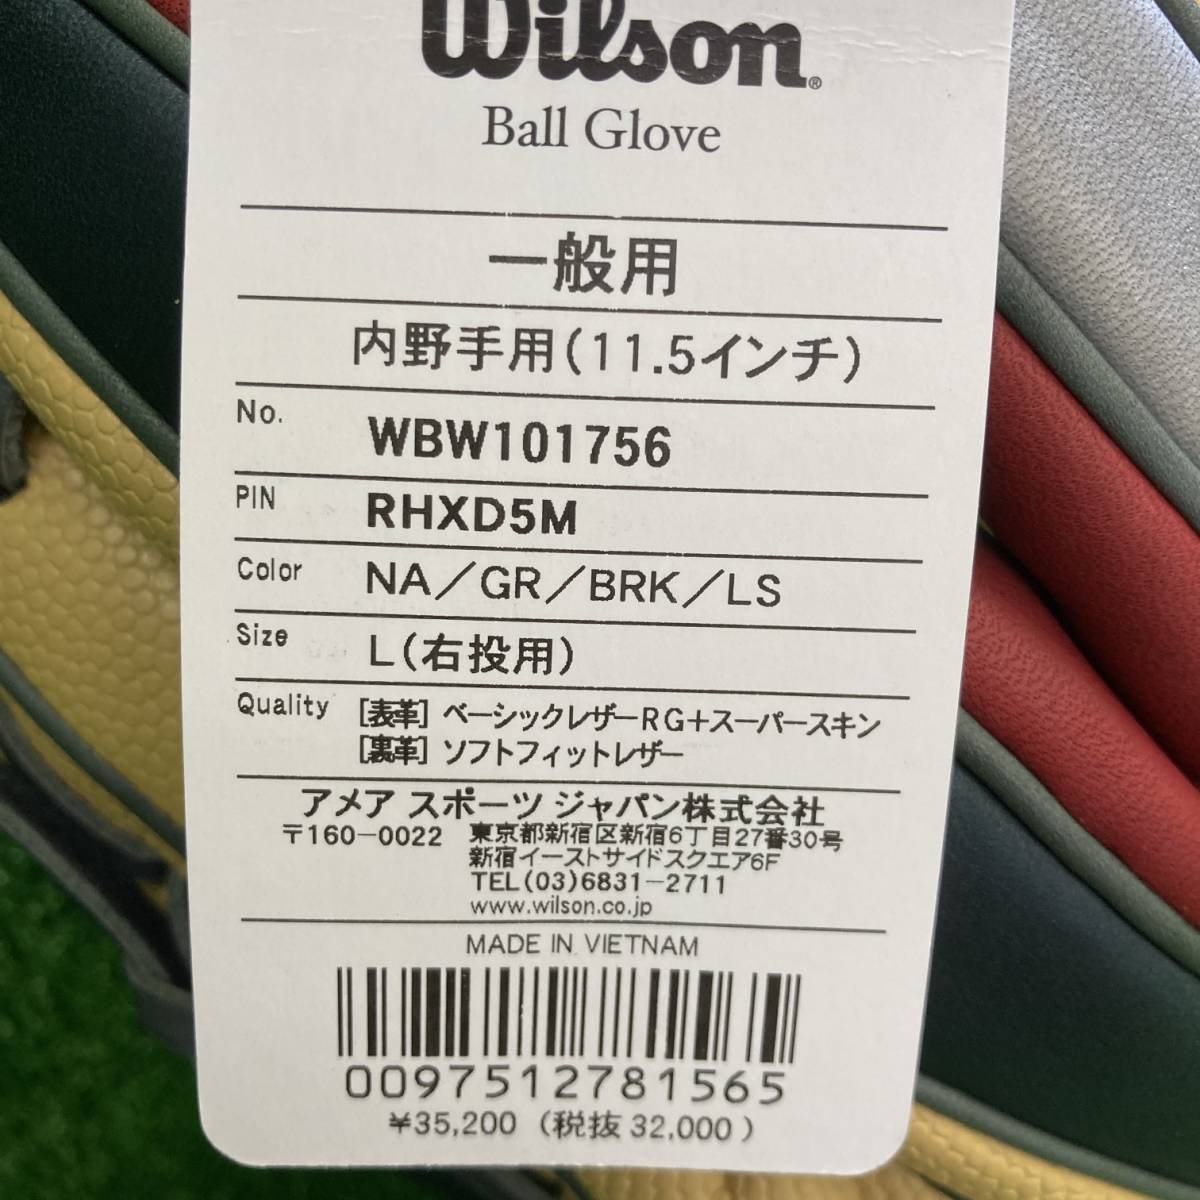 Wilson®
Ball Glove
一般用
内野手用(11.5インチ)
No. WBW101756
PIN RHXD5M
Color NA/GR/BRK/LS
Size L(右投用)
Quality [表革] ベーシックレザーRG+スーパースキン
[裏革] ソフトフィットレザー
アメア スポーツ ジャパン株式会社
〒160-0022 東京都新宿区新宿6丁目27番30号
新宿イーストサイドスクエア6F
TEL(03)6831-2711
www.wilson.co.jp
MADE IN VIETNAM
0097512781565
¥35,200 (税抜 32,000)